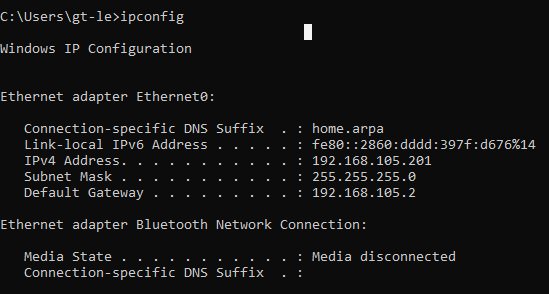 C:\Users\gt-le>ipconfig
Windows IP Configuration
Ethernet adapter Ethernet0:
Connection-specific DNS Suffix  . : home.arpa
Link-local IPv6 Address . . . . . : fe80::2860:dddd:397f:d676%14
IPv4 Address. . . . . . . . . . . : 192.168.105.201
Subnet Mask . . . . . . . . . . . : 255.255.255.0
Default Gateway . . . . . . . . . : 192.168.105.2
Ethernet adapter Bluetooth Network Connection:
Media State . . . . . . . . . . . : Media disconnected
Connection-specific DNS Suffix  . :